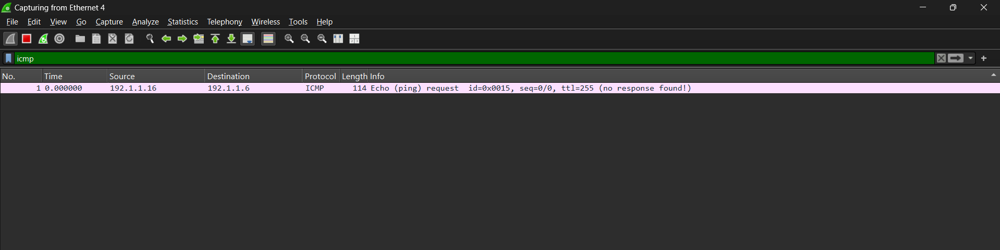 Capturing from Ethernet 4
File Edit View Go Capture Analyze Statistics Telephony Wireless Tools Help
icmp
No. Time Source Destination Protocol Length Info
1 0.000000 192.1.1.16 192.1.1.6 ICMP 114 Echo (ping) request id=0x0015, seq=0/0, ttl=255 (no response found!)